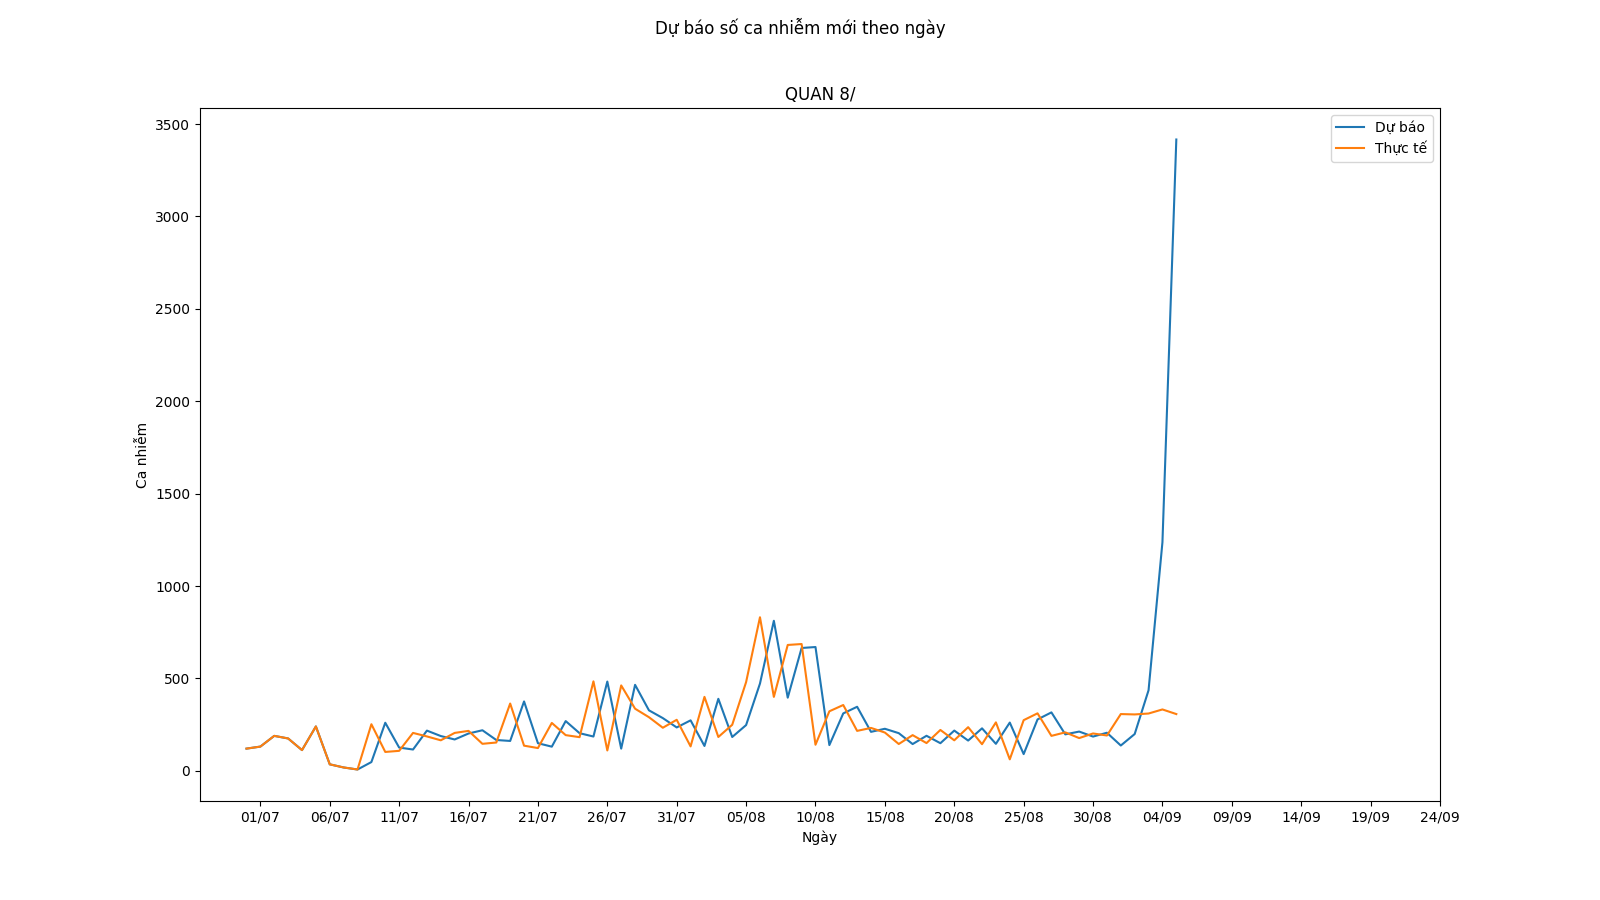 Dự báo số ca nhiễm mới theo ngày
QUAN 8/
Dự báo
Thực tế
3500
3000
2500
2000
1500
1000
500
0
Ca nhiễm
01/07 06/07 11/07 16/07 21/07 26/07 31/07 05/08 10/08 15/08 20/08 25/08 30/08 04/09 09/09 14/09 19/09 24/09
Ngày